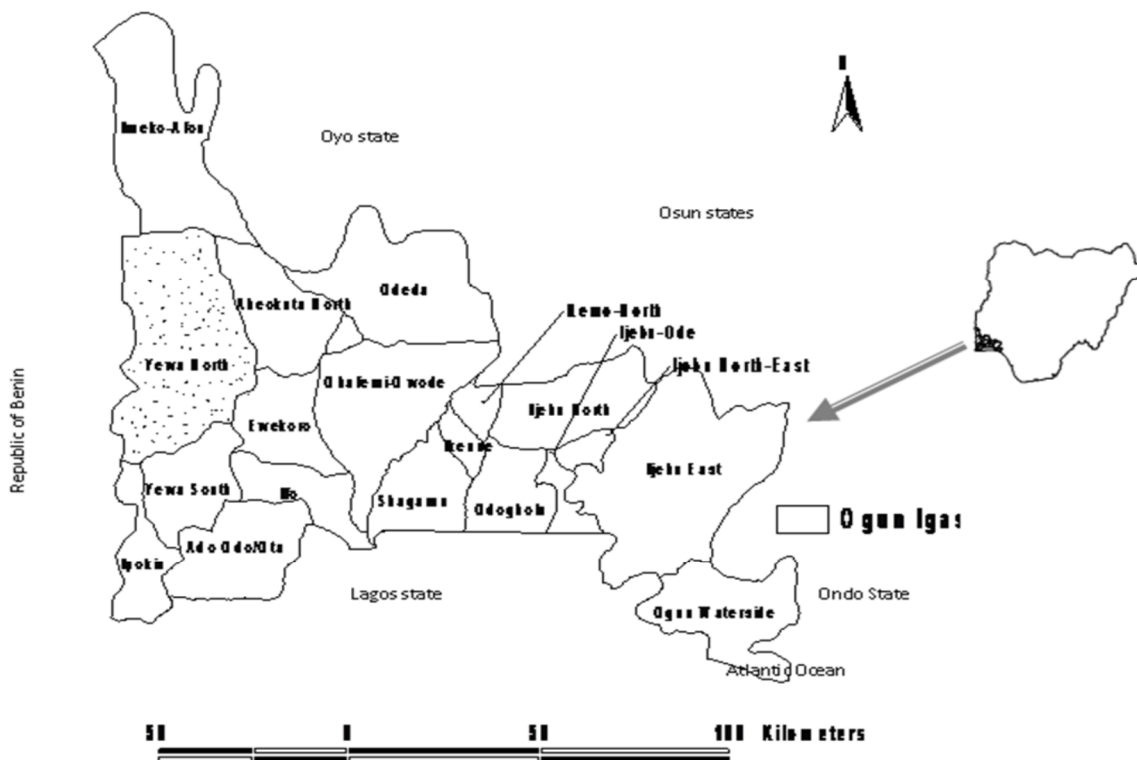 N
Oyo state
Imeko-Afon
Osun states
Odeda
Abeokuta North
Remo-North
Ijebu-Ode
Ijebu North-East
Yewa North
Obafemi-Owode
Ijebu North
Republic of Benin
Ewekoro
Ikenne
Ijebu East
Yewa South
Ifo
Shagamu
Odogbolu
Ogun lgas
Ado Odo/Ota
Ipokia
Lagos state
Ondo State
Ogun Waterside
Atlantic Ocean
50 0 50 100 Kilometers